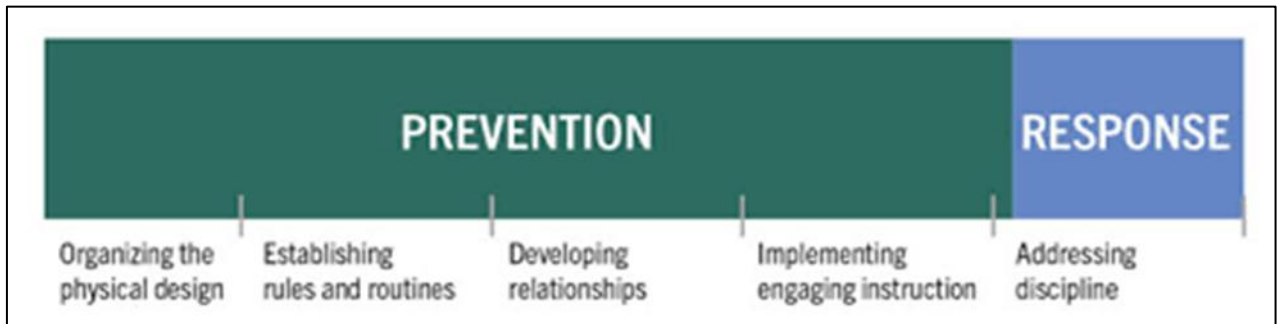 PREVENTION
RESPONSE
Organizing the
physical design
Establishing
rules and routines
Developing
relationships
Implementing
engaging instruction
Addressing
discipline